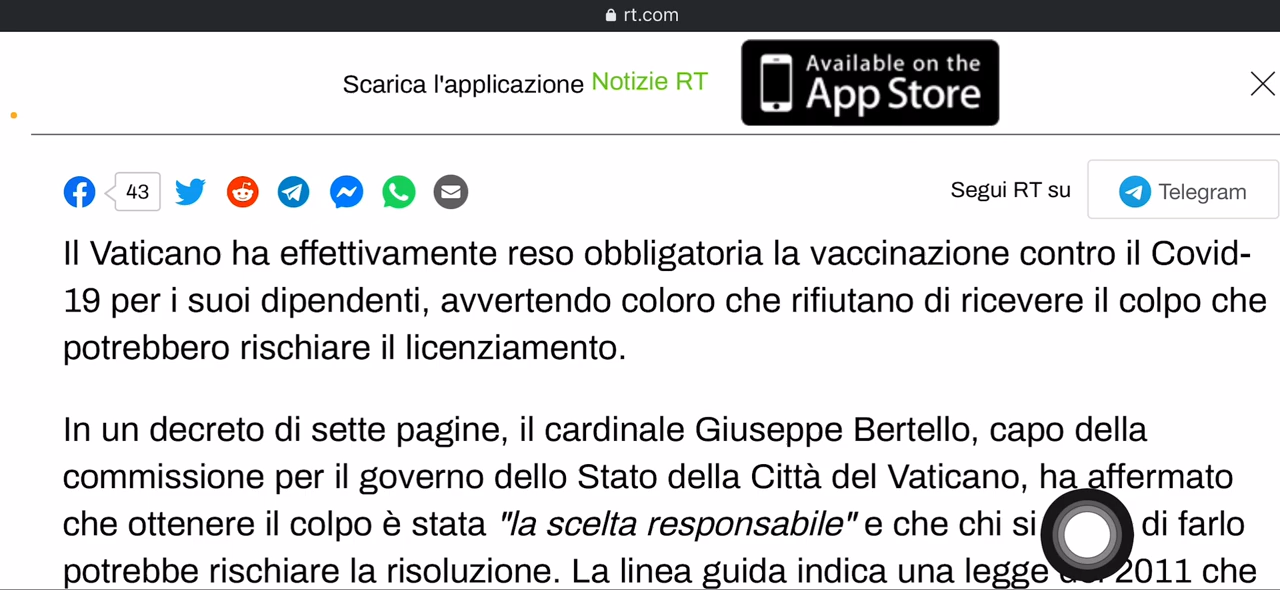 rt.com
Scarica l'applicazione Notizie RT
Available on the
App Store
43
Segui RT su
Telegram
Il Vaticano ha effettivamente reso obbligatoria la vaccinazione contro il Covid-
19 per i suoi dipendenti, avvertendo coloro che rifiutano di ricevere il colpo che
potrebbero rischiare il licenziamento.
In un decreto di sette pagine, il cardinale Giuseppe Bertello, capo della
commissione per il governo dello Stato della Città del Vaticano, ha affermato
che ottenere il colpo è stata "la scelta responsabile" e che chi si di farlo
potrebbe rischiare la risoluzione. La linea guida indica una legge 2011 che